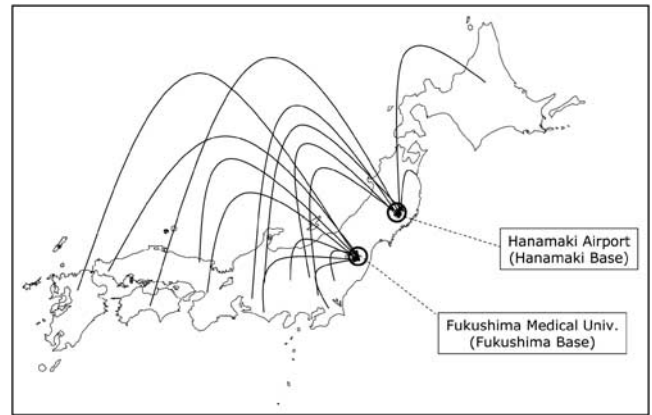 Hanamaki Airport
(Hanamaki Base)
Fukushima Medical Univ.
(Fukushima Base)